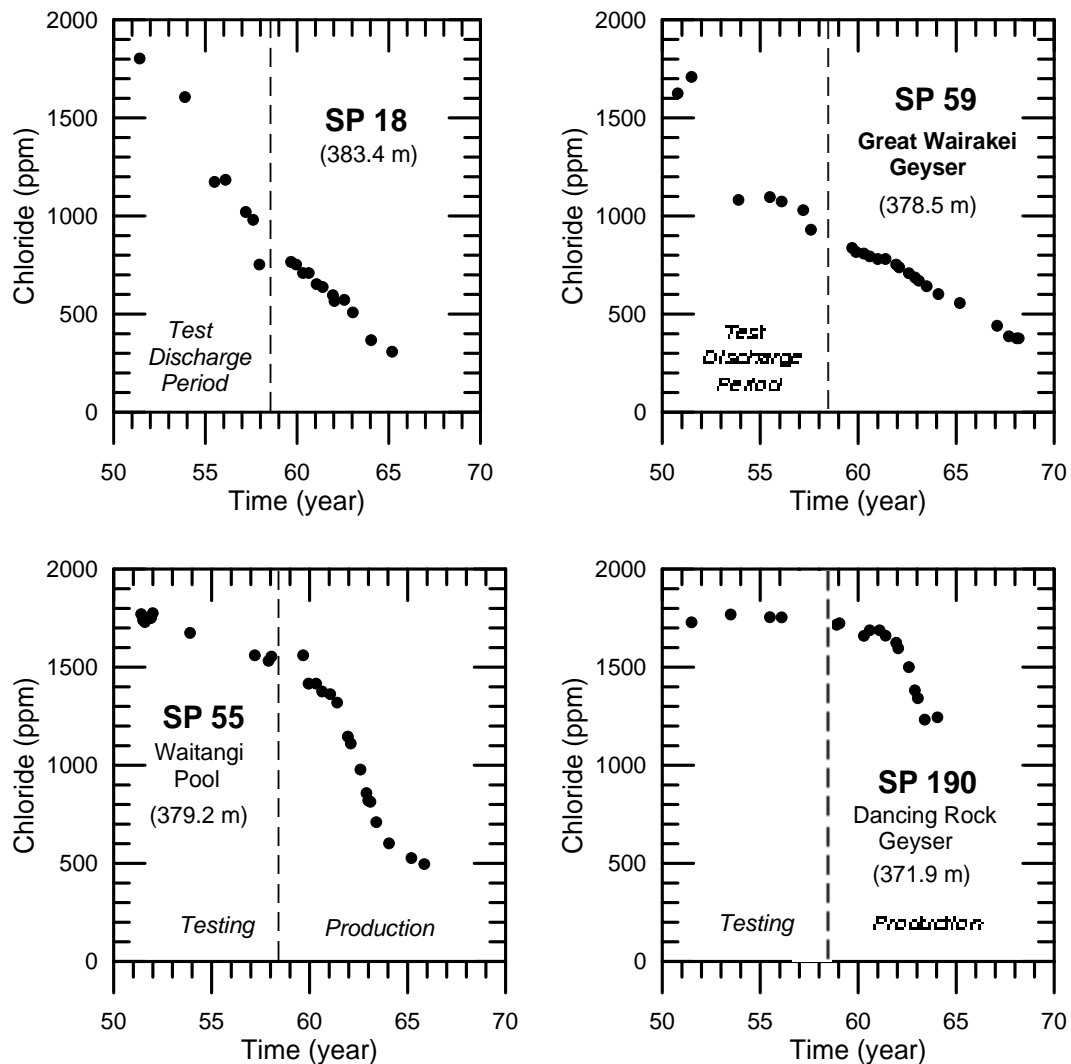 2000
1500
1000
500
0
Chloride (ppm)
SP 18
(383.4 m)
Test
Discharge
Period
50 55 60 65 70
Time (year)
2000
1500
1000
500
0
Chloride (ppm)
SP 59
Great Wairakei
Geyser
(378.5 m)
Test
Discharge
Period
50 55 60 65 70
Time (year)
2000
1500
1000
500
0
Chloride (ppm)
SP 55
Waitangi
Pool
(379.2 m)
Testing Production
50 55 60 65 70
Time (year)
2000
1500
1000
500
0
Chloride (ppm)
SP 190
Dancing Rock
Geyser
(371.9 m)
Testing Production
50 55 60 65 70
Time (year)